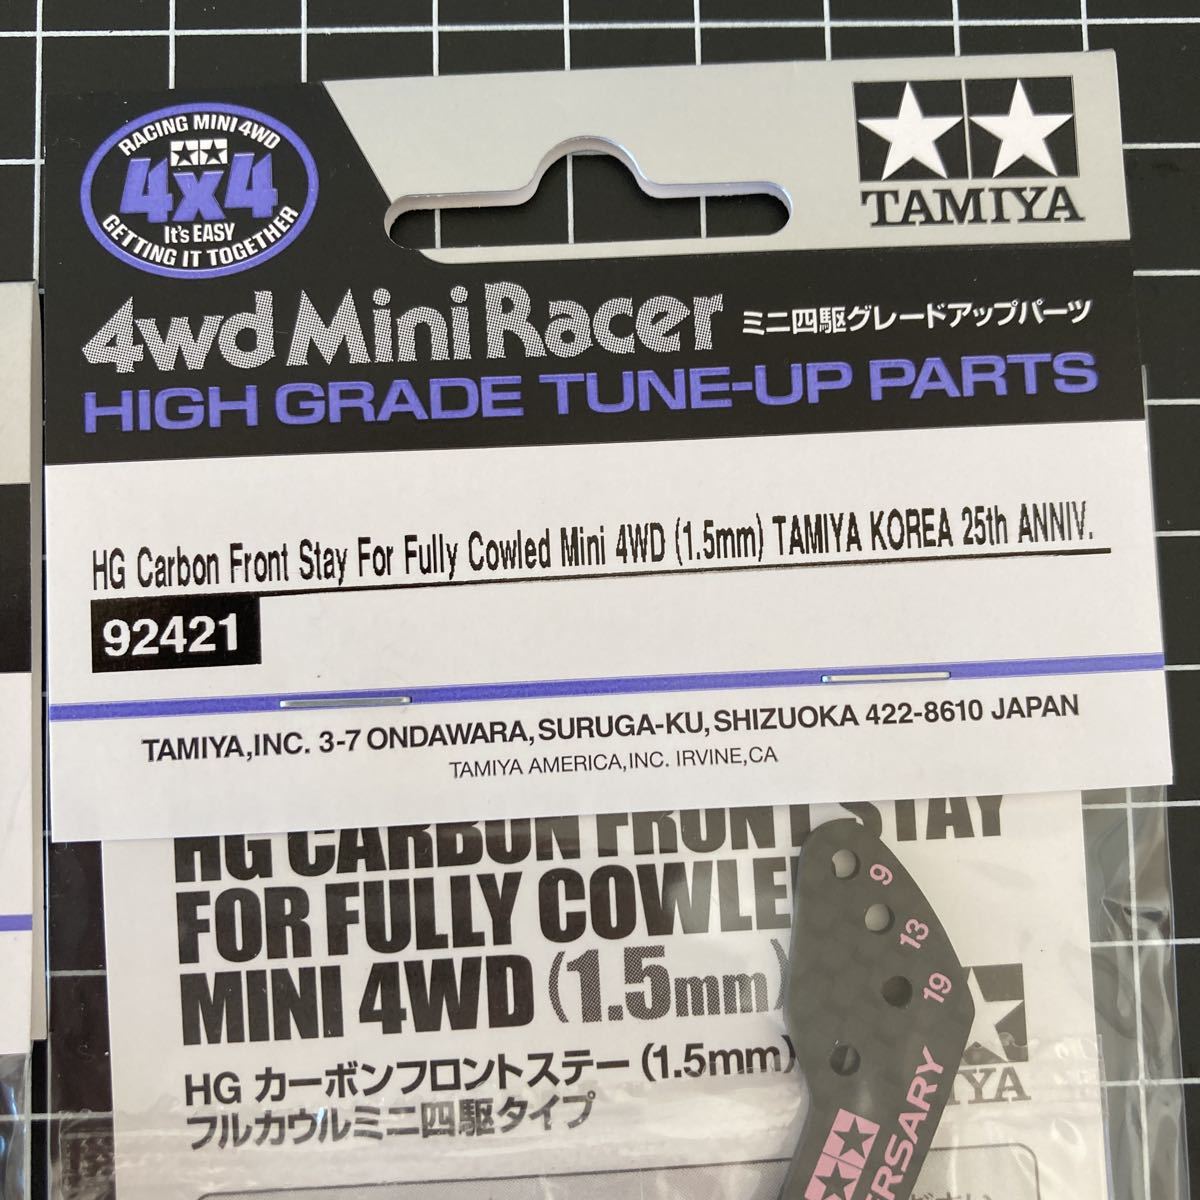 RACING MINI 4WD
4x4
It's EASY
GETTING IT TOGETHER
TAMIYA
4wd Mini Racer ミニ四駆グレードアップパーツ
HIGH GRADE TUNE-UP PARTS
HG Carbon Front Stay For Fully Cowled Mini 4WD (1.5mm) TAMIYA KOREA 25th ANNIV.
92421
TAMIYA,INC. 3-7 ONDAWARA,SURUGA-KU,SHIZUOKA 422-8610 JAPAN
TAMIYA AMERICA,INC. IRVINE,CA
HG CARBON FRONT STAY
FOR FULLY COWLE
MINI 4WD (1.5mm)
HG カーボンフロントステー (1.5mm)
フルカウルミニ四駆タイプ
9
13
19
ERSARY
IYA